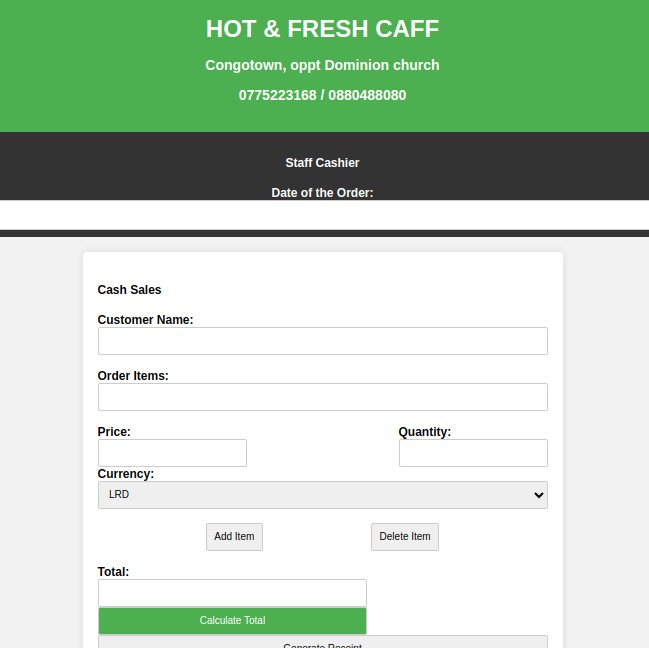 HOT & FRESH CAFF
Congotown, oppt Dominion church
0775223168 / 0880488080
Staff Cashier
Date of the Order:
Cash Sales
Customer Name:
Order Items:
Price: Quantity:
Currency:
LRD
Add Item Delete Item
Total:
Calculate Total
Generate Receipt